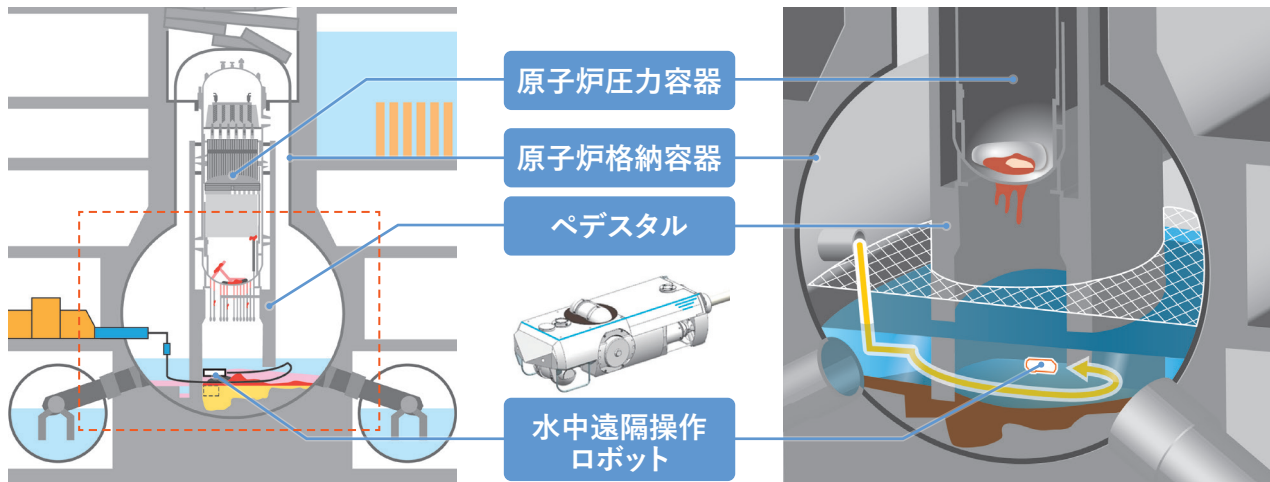 原子炉圧力容器
原子炉格納容器
ペデスタル
水中遠隔操作
ロボット